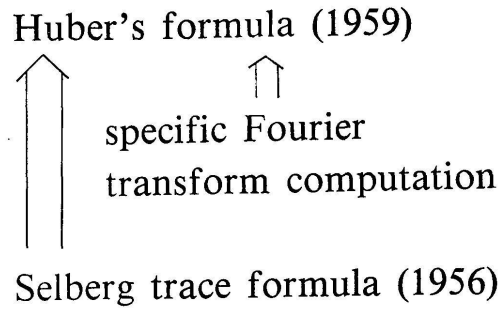 Huber's formula (1959)
specific Fourier
transform computation
Selberg trace formula (1956)